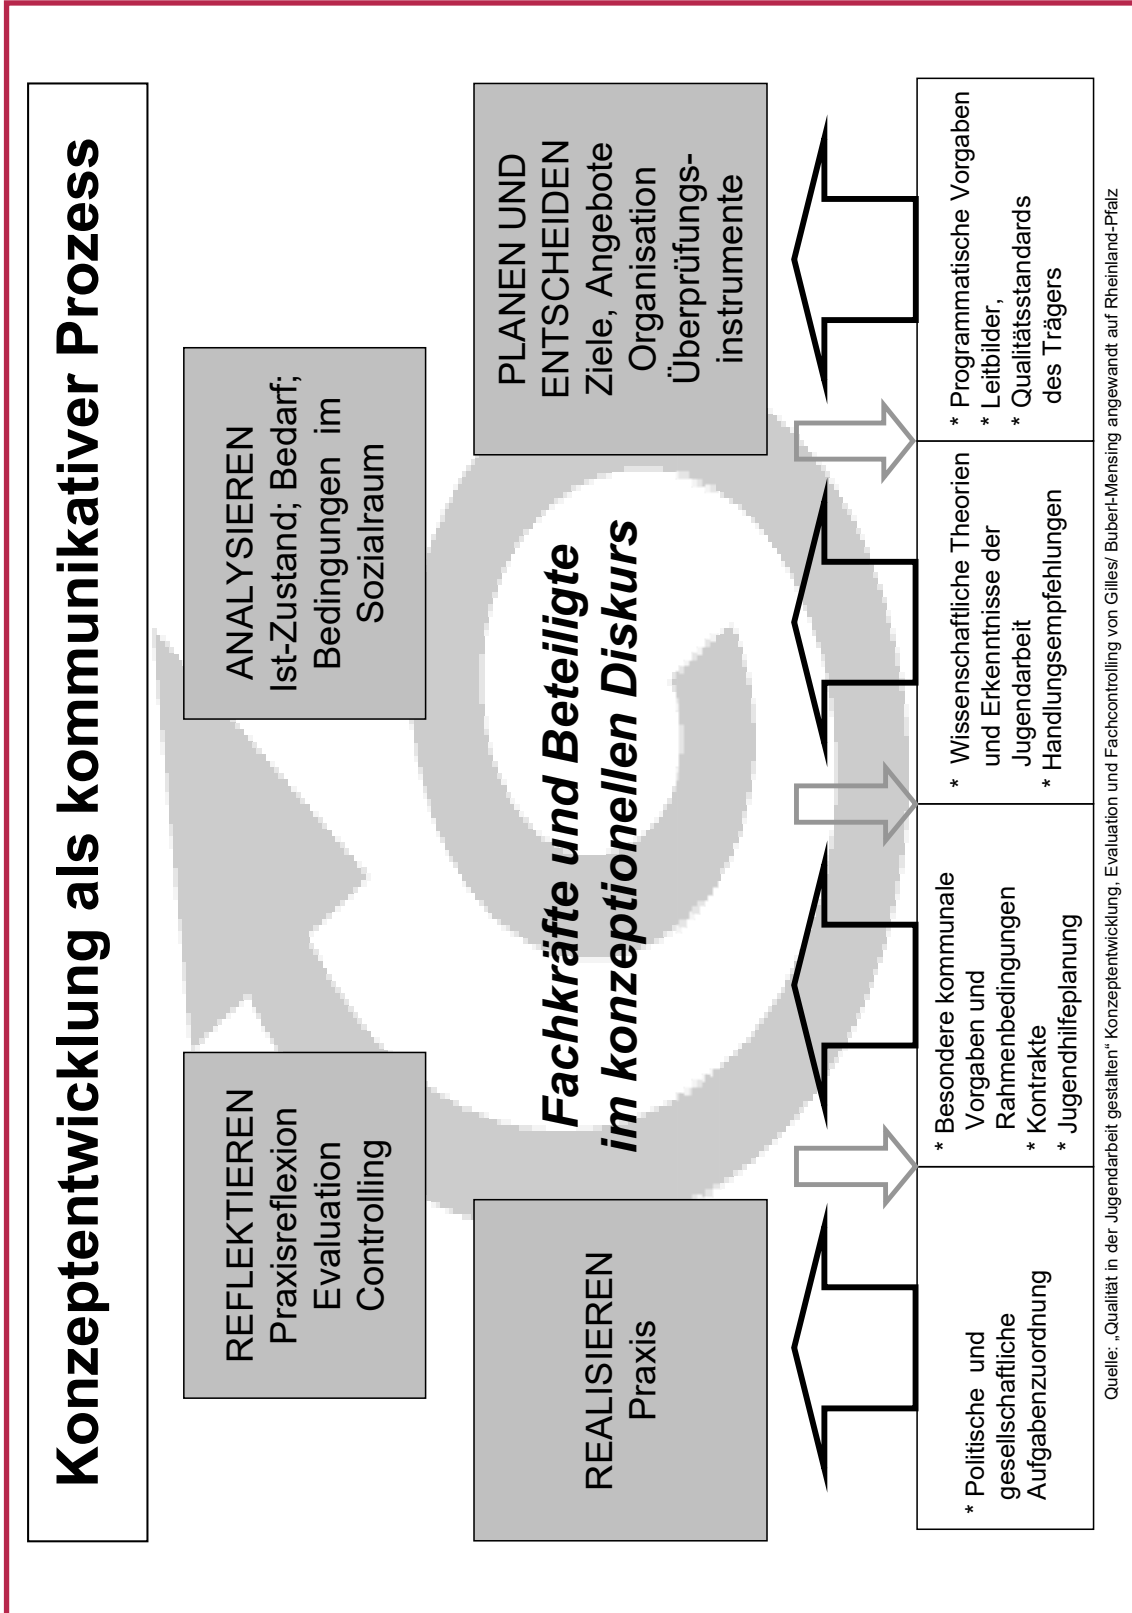 Konzeptentwicklung als kommunikativer Prozess
REFLEKTIEREN
Praxisreflexion
Evaluation
Controlling
ANALYSIEREN
Ist-Zustand; Bedarf;
Bedingungen im
Sozialraum
REALISIEREN
Praxis
Fachkräfte und Beteiligte
im konzeptionellen Diskurs
PLANEN UND
ENTSCHEIDEN
Ziele, Angebote
Organisation
Überprüfungs-
instrumente
* Politische und
gesellschaftliche
Aufgabenzuordnung
* Besondere kommunale
Vorgaben und
Rahmenbedingungen
* Kontrakte
* Jugendhilfeplanung
* Wissenschaftliche Theorien
und Erkenntnisse der
Jugendarbeit
* Handlungsempfehlungen
* Programmatische Vorgaben
* Leitbilder,
* Qualitätsstandards
des Trägers
Quelle: „Qualität in der Jugendarbeit gestalten“ Konzeptentwicklung, Evaluation und Fachcontrolling von Gilles/ Buberl-Mensing angewandt auf Rheinland-Pfalz